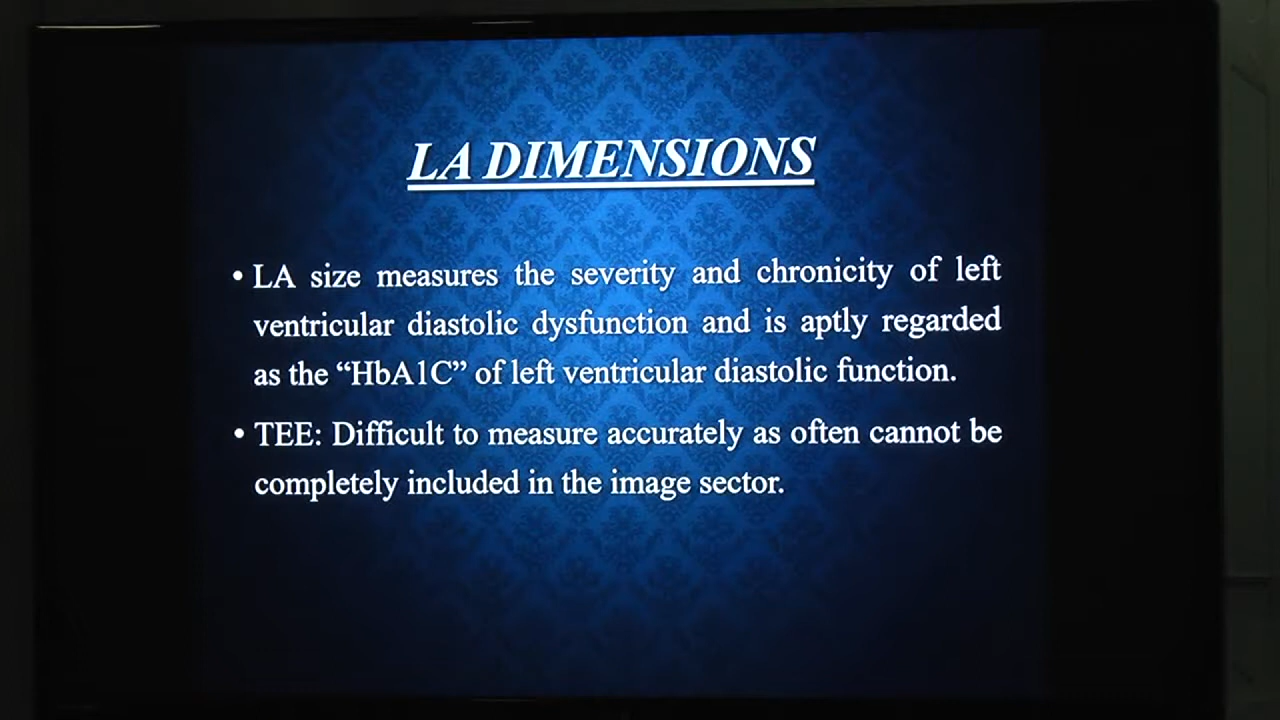 LA DIMENSIONS
• LA size measures the severity and chronicity of left
ventricular diastolic dysfunction and is aptly regarded
as the “HbA1C” of left ventricular diastolic function.
• TEE: Difficult to measure accurately as often cannot be
completely included in the image sector.